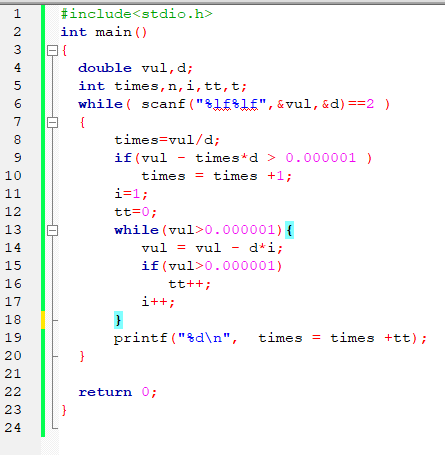 1 #include<stdio.h>
2 int main()
3 {
4 double vul,d;
5 int times,n,i,tt,t;
6 while( scanf("%lf%lf",&vul,&d)==2 )
7 {
8 times=vul/d;
9 if(vul - times*d > 0.000001 )
10 times = times +1;
11 i=1;
12 tt=0;
13 while(vul>0.000001){
14 vul = vul - d*i;
15 if(vul>0.000001)
16 tt++;
17 i++;
18 }
19 printf("%d\n", times = times +tt);
20 }
21
22 return 0;
23 }
24